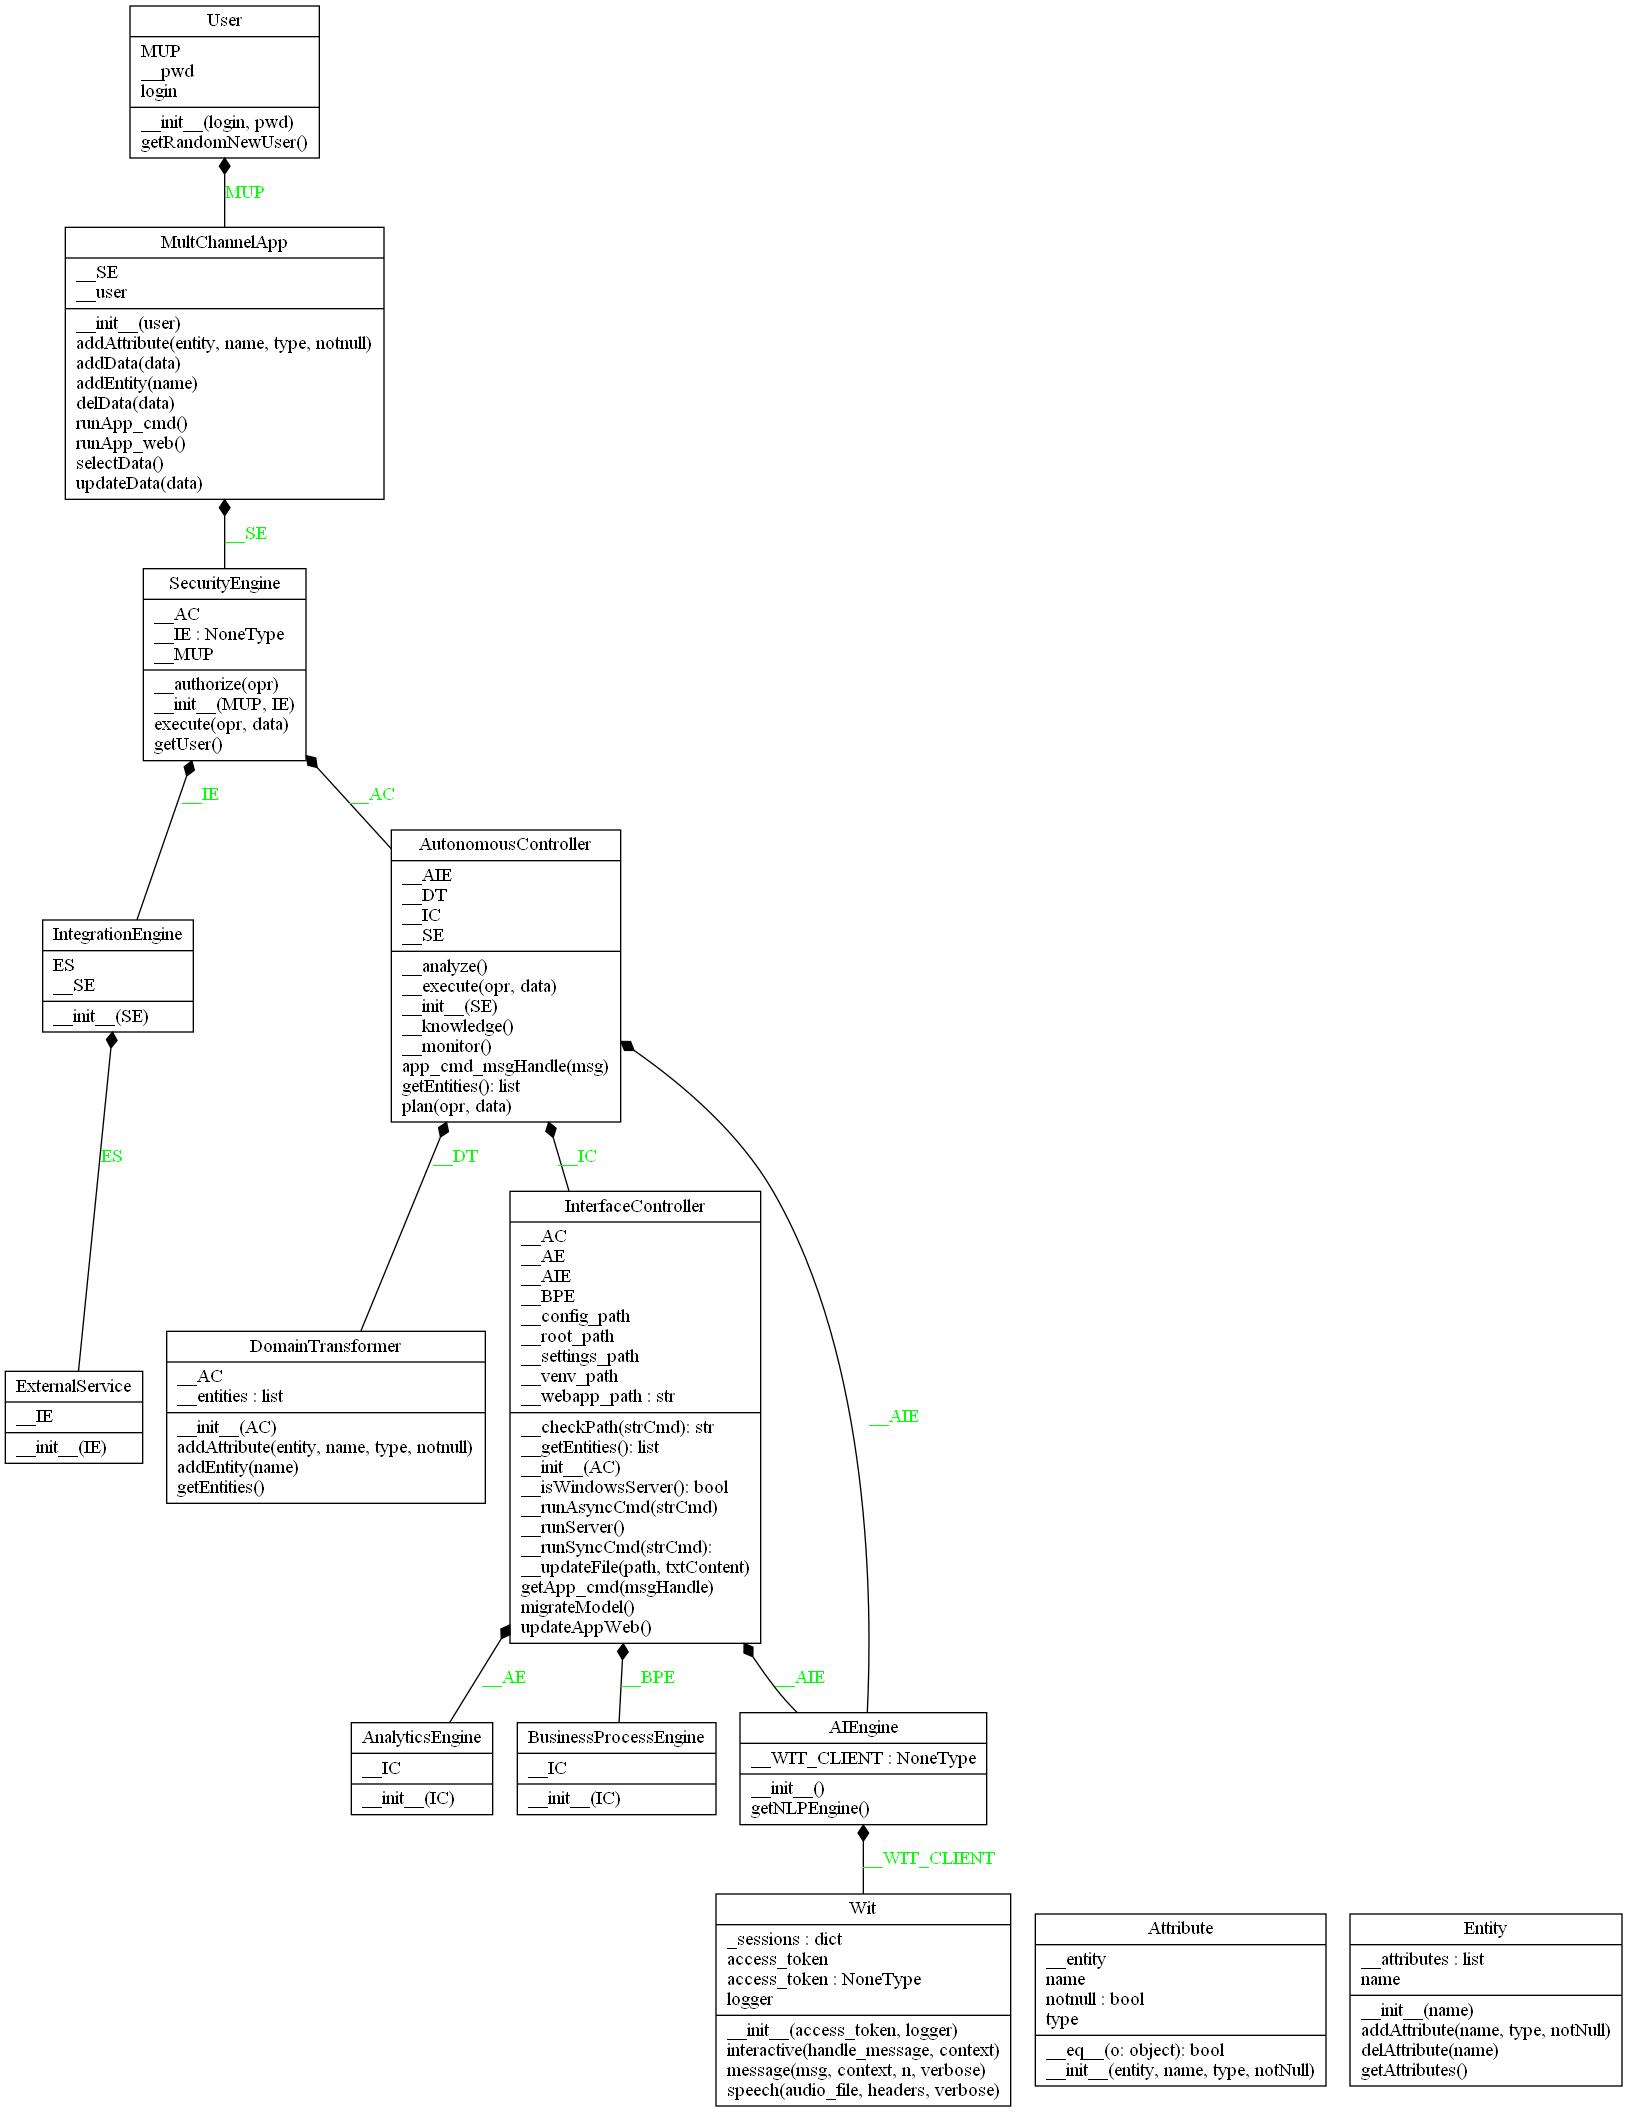 User
MUP
__pwd
login
__init__(login, pwd)
getRandomNewUser()
MUP
MultChannelApp
__SE
__user
__init__(user)
addAttribute(entity, name, type, notnull)
addData(data)
addEntity(name)
delData(data)
runApp_cmd()
runApp_web()
selectData()
updateData(data)
__SE
SecurityEngine
__AC
__IE : NoneType
__MUP
__authorize(opr)
__init__(MUP, IE)
execute(opr, data)
getUser()
__IE
__AC
AutonomousController
__AIE
__DT
__IC
__SE
__analyze()
__execute(opr, data)
__init__(SE)
__knowledge()
__monitor()
app_cmd_msgHandle(msg)
getEntities(): list
plan(opr, data)
IntegrationEngine
ES
__SE
__init__(SE)
ES
__DT
__IC
__AIE
InterfaceController
__AC
__AE
__AIE
__BPE
__config_path
__root_path
__settings_path
__venv_path
__webapp_path : str
__checkPath(strCmd): str
__getEntities(): list
__init__(AC)
__isWindowsServer(): bool
__runAsyncCmd(strCmd)
__runServer()
__runSyncCmd(strCmd):
__updateFile(path, txtContent)
getApp_cmd(msgHandle)
migrateModel()
updateAppWeb()
DomainTransformer
__AC
__entities : list
__init__(AC)
addAttribute(entity, name, type, notnull)
addEntity(name)
getEntities()
ExternalService
__IE
__init__(IE)
__AE
__BPE
__AIE
AnalyticsEngine
__IC
__init__(IC)
BusinessProcessEngine
__IC
__init__(IC)
AIEngine
__WIT_CLIENT : NoneType
__init__()
getNLPEngine()
__WIT_CLIENT
Wit
_sessions : dict
access_token
access_token : NoneType
logger
__init__(access_token, logger)
interactive(handle_message, context)
message(msg, context, n, verbose)
speech(audio_file, headers, verbose)
Attribute
__entity
name
notnull : bool
type
__eq__(o: object): bool
__init__(entity, name, type, notNull)
Entity
__attributes : list
name
__init__(name)
addAttribute(name, type, notNull)
delAttribute(name)
getAttributes()